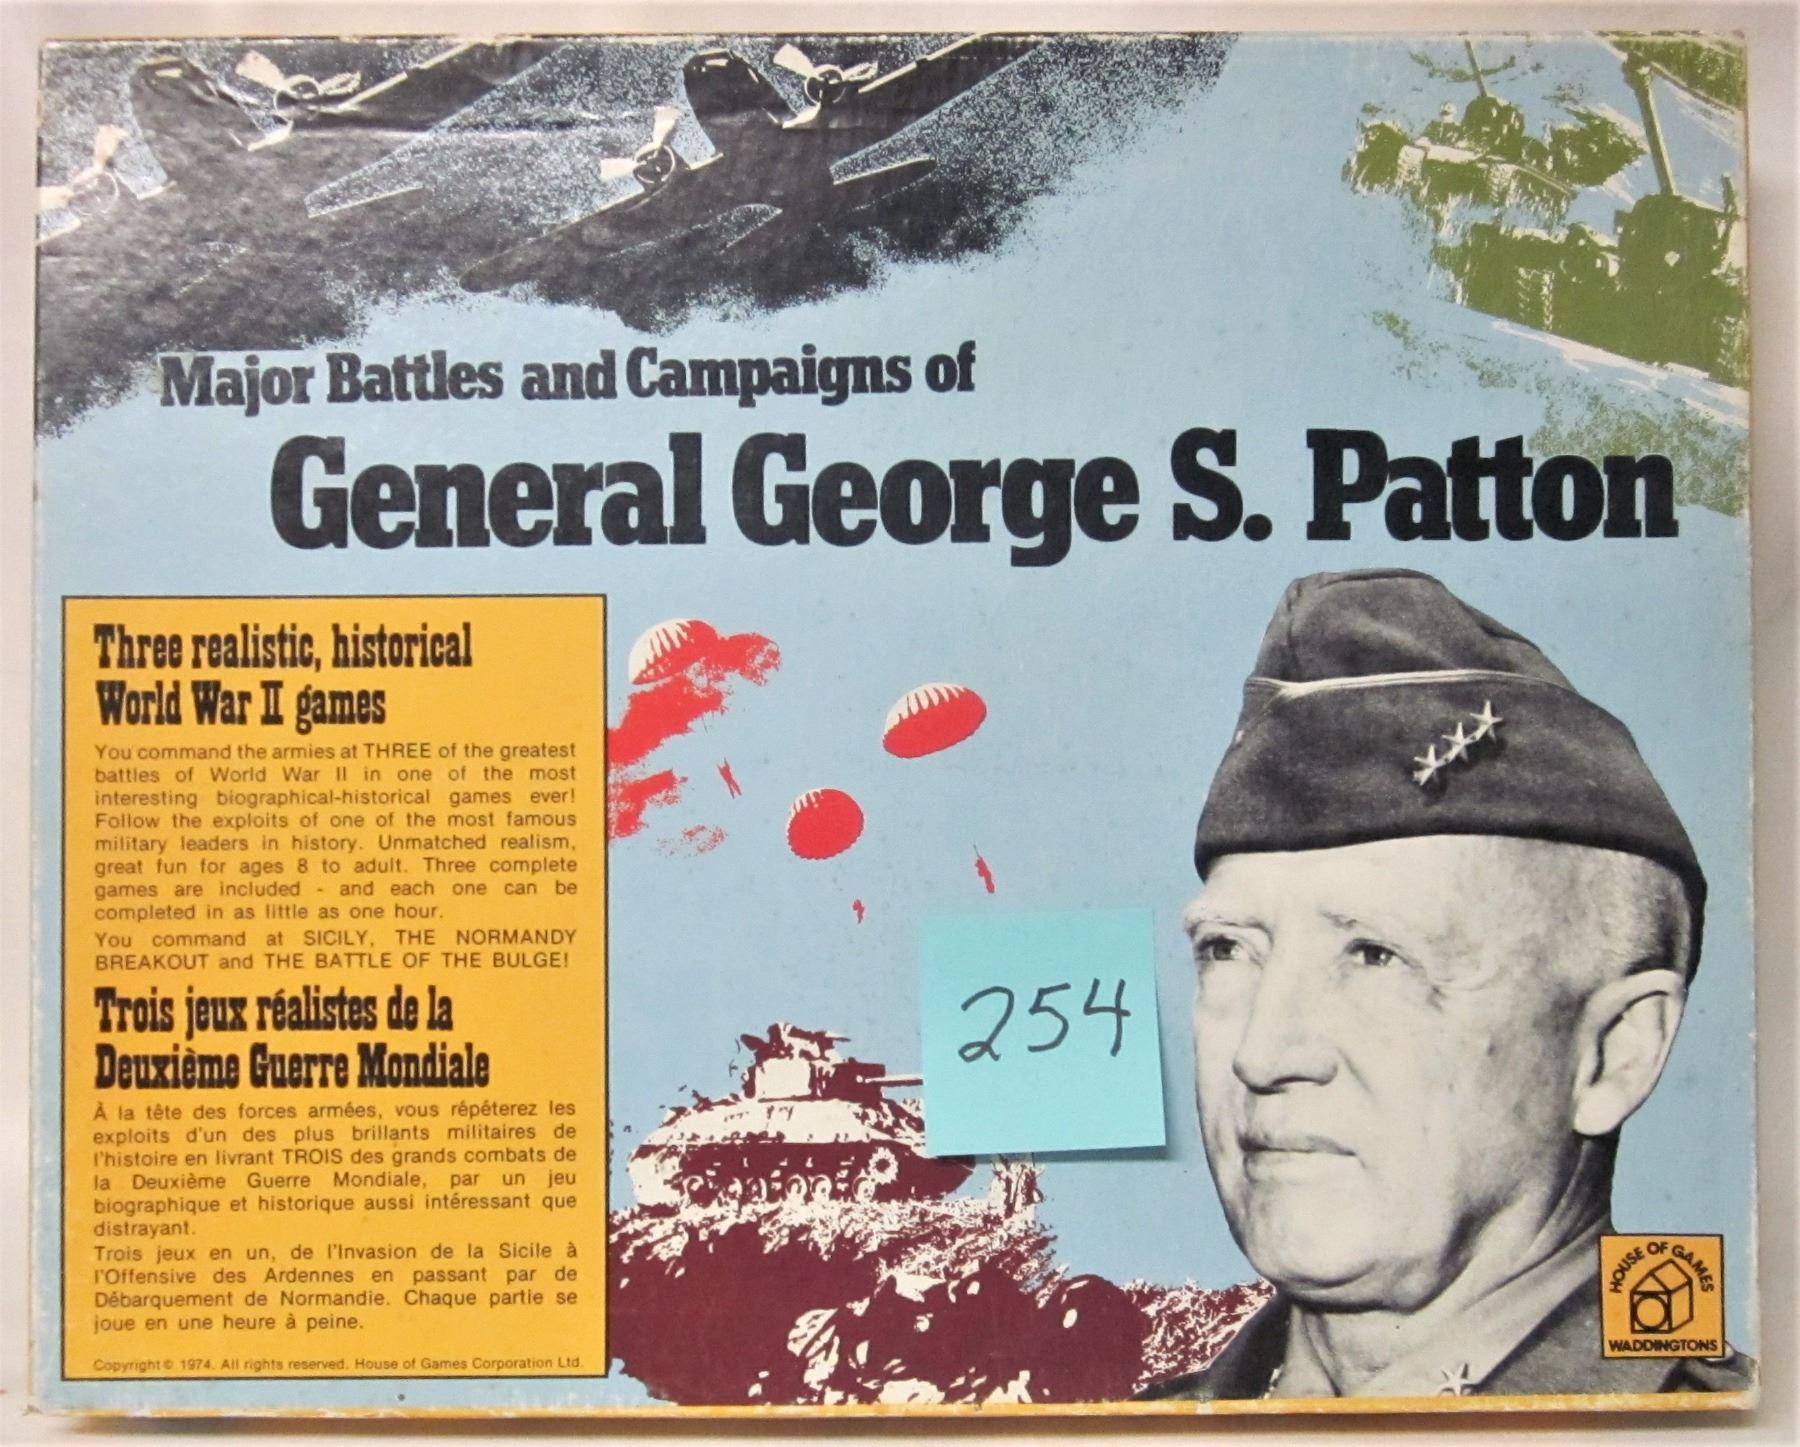 Major Battles and Campaigns of
General George S. Patton
Three realistic, historical
World War II games
You command the armies at THREE of the greatest
battles of World War II in one of the most
interesting biographical-historical games ever!
Follow the exploits of one of the most famous
military leaders in history. Unmatched realism,
great fun for ages 8 to adult. Three complete
games are included - and each one can be
completed in as little as one hour.
You command at SICILY, THE NORMANDY
BREAKOUT and THE BATTLE OF THE BULGE!
Trois jeux réalistes de la
Deuxième Guerre Mondiale
À la tête des forces armées, vous répéterez les
exploits d'un des plus brillants militaires de
l'histoire en livrant TROIS des grands combats de
la Deuxième Guerre Mondiale, par un jeu
biographique et historique aussi intéressant que
distrayant.
Trois jeux en un, de l'Invasion de la Sicile à
l'Offensive des Ardennes en passant par de
Débarquement de Normandie. Chaque partie se
joue en une heure à peine.
Copyright © 1974. All rights reserved. House of Games Corporation Ltd.
254
HOUSE OF GAMES
WADDINGTONS